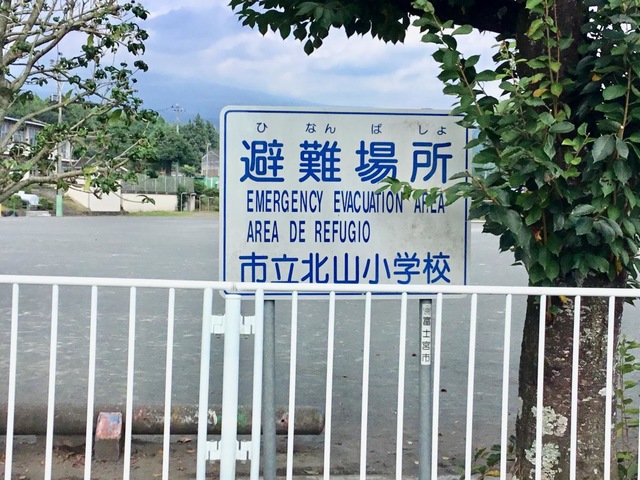 ひなんばしょ
避難場所
EMERGENCY EVACUATION AREA
AREA DE REFUGIO
市立北山小学校
富士宮市